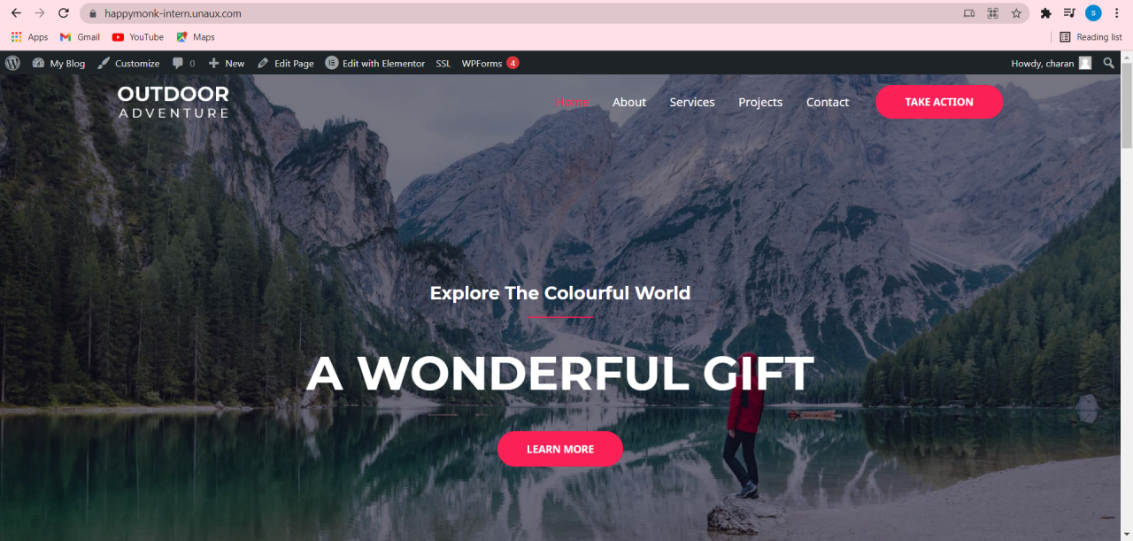 happymonk-intern.unaux.com
Apps Gmail YouTube Maps Reading list
My Blog Customize 0 New Edit Page Edit with Elementor SSL WPForms 4 Howdy, charan
OUTDOOR
ADVENTURE
Home About Services Projects Contact TAKE ACTION
Explore The Colourful World
A WONDERFUL GIFT
LEARN MORE